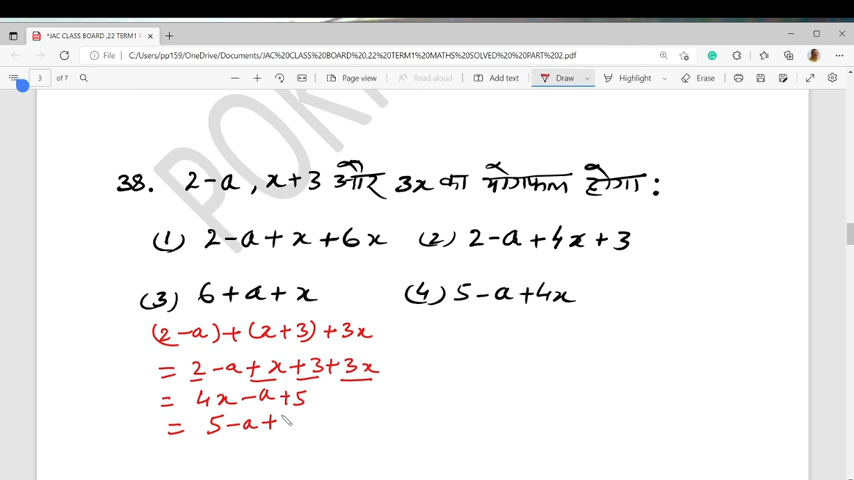 *JAC CLASS BOARD ,22 TERM1 M
File C:/Users/pp159/OneDrive/Documents/JAC%20CLASS%20BOARD,22%20TERM1%20MATHS%20SOLVED%20%20PART%202.pdf
3 of 7 Page view Read aloud Add text Draw Highlight Erase
38. 2-a, x+3 और 3x का योगफल होगा :
(1) 2-a+x+6x (2) 2-a+4x+3
(3) 6+a+x (4) 5-a+4x
(2-a)+(x+3)+3x
= 2-a+x+3+3x
= 4x-a+5
= 5-a+